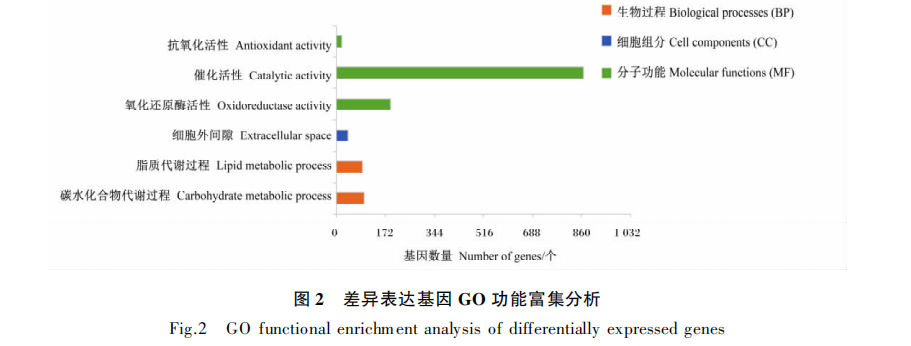 生物过程 Biological processes (BP)
细胞组分 Cell components (CC)
分子功能 Molecular functions (MF)
抗氧化活性 Antioxidant activity
催化活性 Catalytic activity
氧化还原酶活性 Oxidoreductase activity
细胞外间隙 Extracellular space
脂质代谢过程 Lipid metabolic process
碳水化合物代谢过程 Carbohydrate metabolic process
0 172 344 516 688 860 1 032
基因数量 Number of genes/个
图 2 差异表达基因 GO 功能富集分析
Fig.2 GO functional enrichment analysis of differentially expressed genes